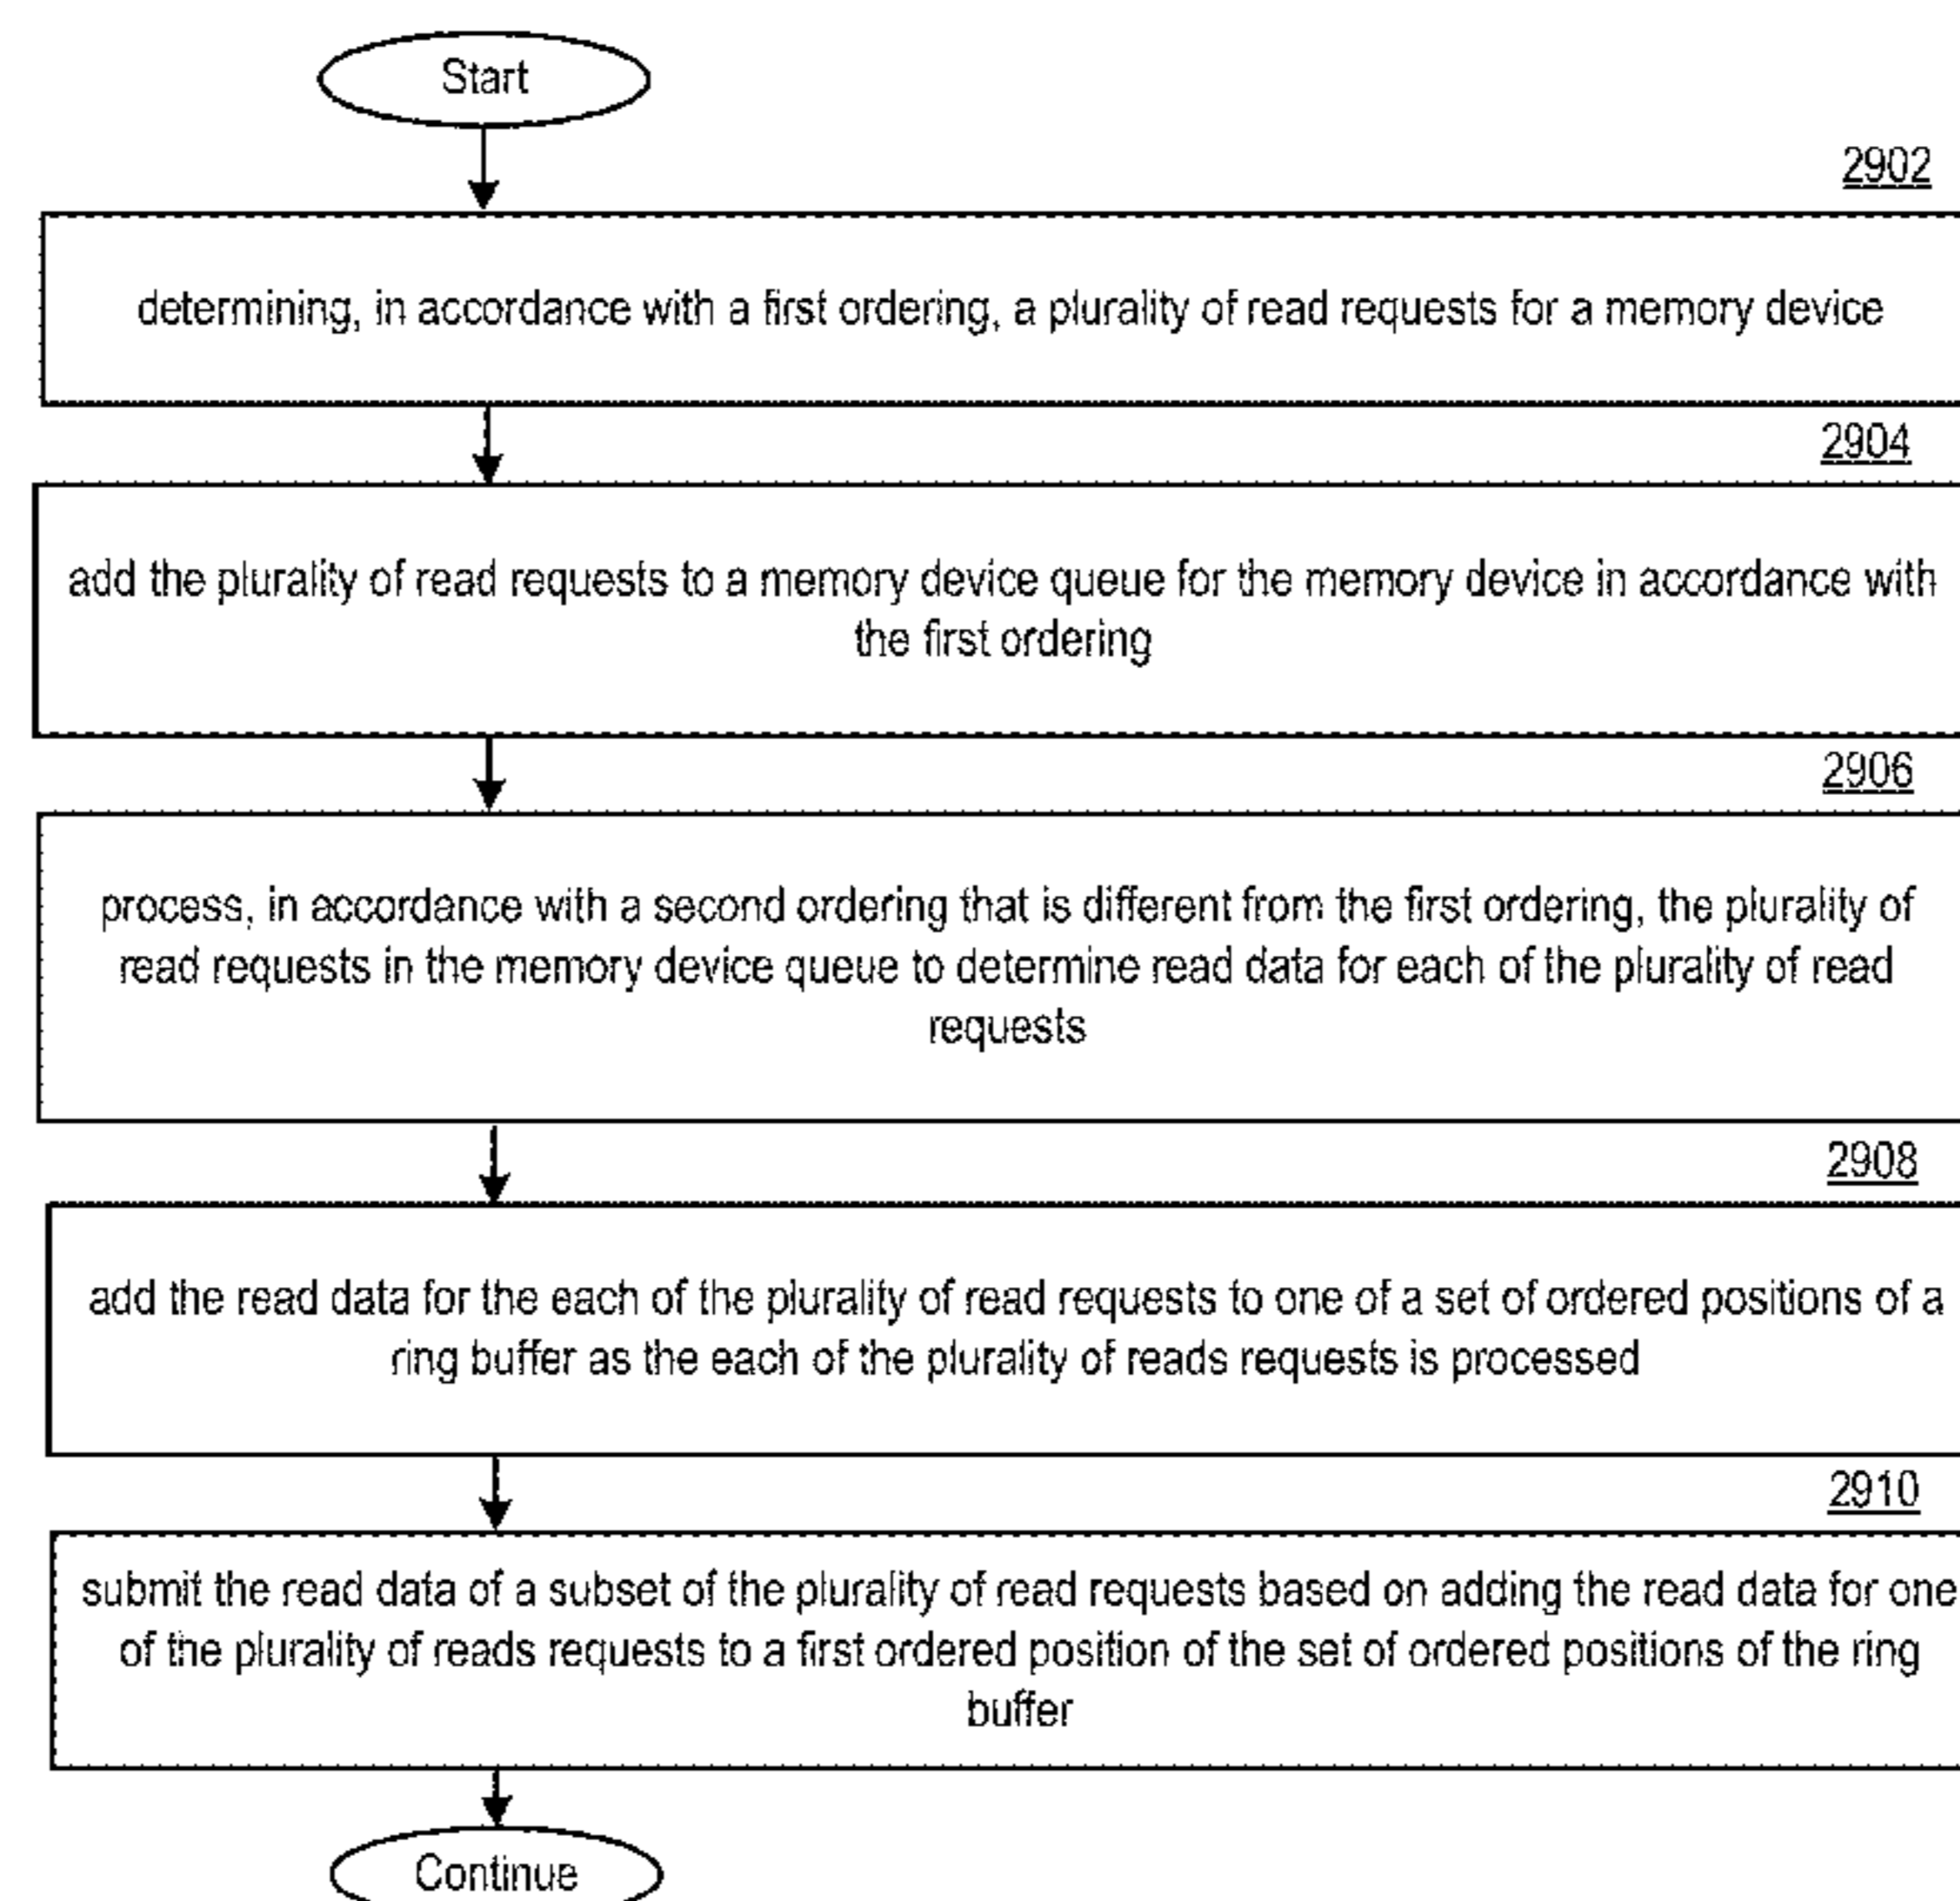 Start
2902
determining, in accordance with a first ordering, a plurality of read requests for a memory device
2904
add the plurality of read requests to a memory device queue for the memory device in accordance with
the first ordering
2906
process, in accordance with a second ordering that is different from the first ordering, the plurality of
read requests in the memory device queue to determine read data for each of the plurality of read
requests
2908
add the read data for the each of the plurality of read requests to one of a set of ordered positions of a
ring buffer as the each of the plurality of reads requests is processed
2910
submit the read data of a subset of the plurality of read requests based on adding the read data for one
of the plurality of reads requests to a first ordered position of the set of ordered positions of the ring
buffer
Continue